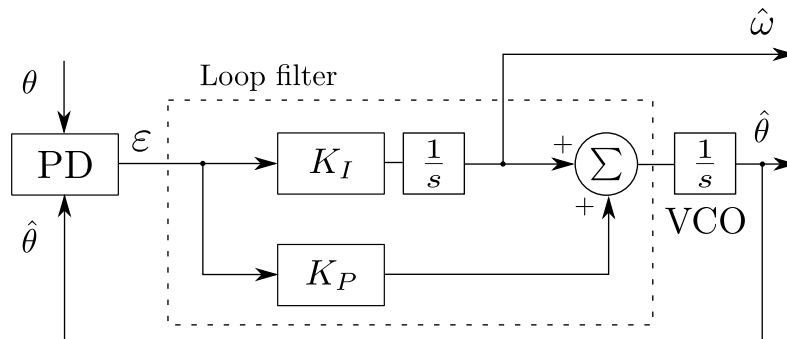 ω̂
Loop filter
θ
PD
ε
K_I
1/s
+
∑
+
1/s
θ̂
VCO
θ̂
K_P